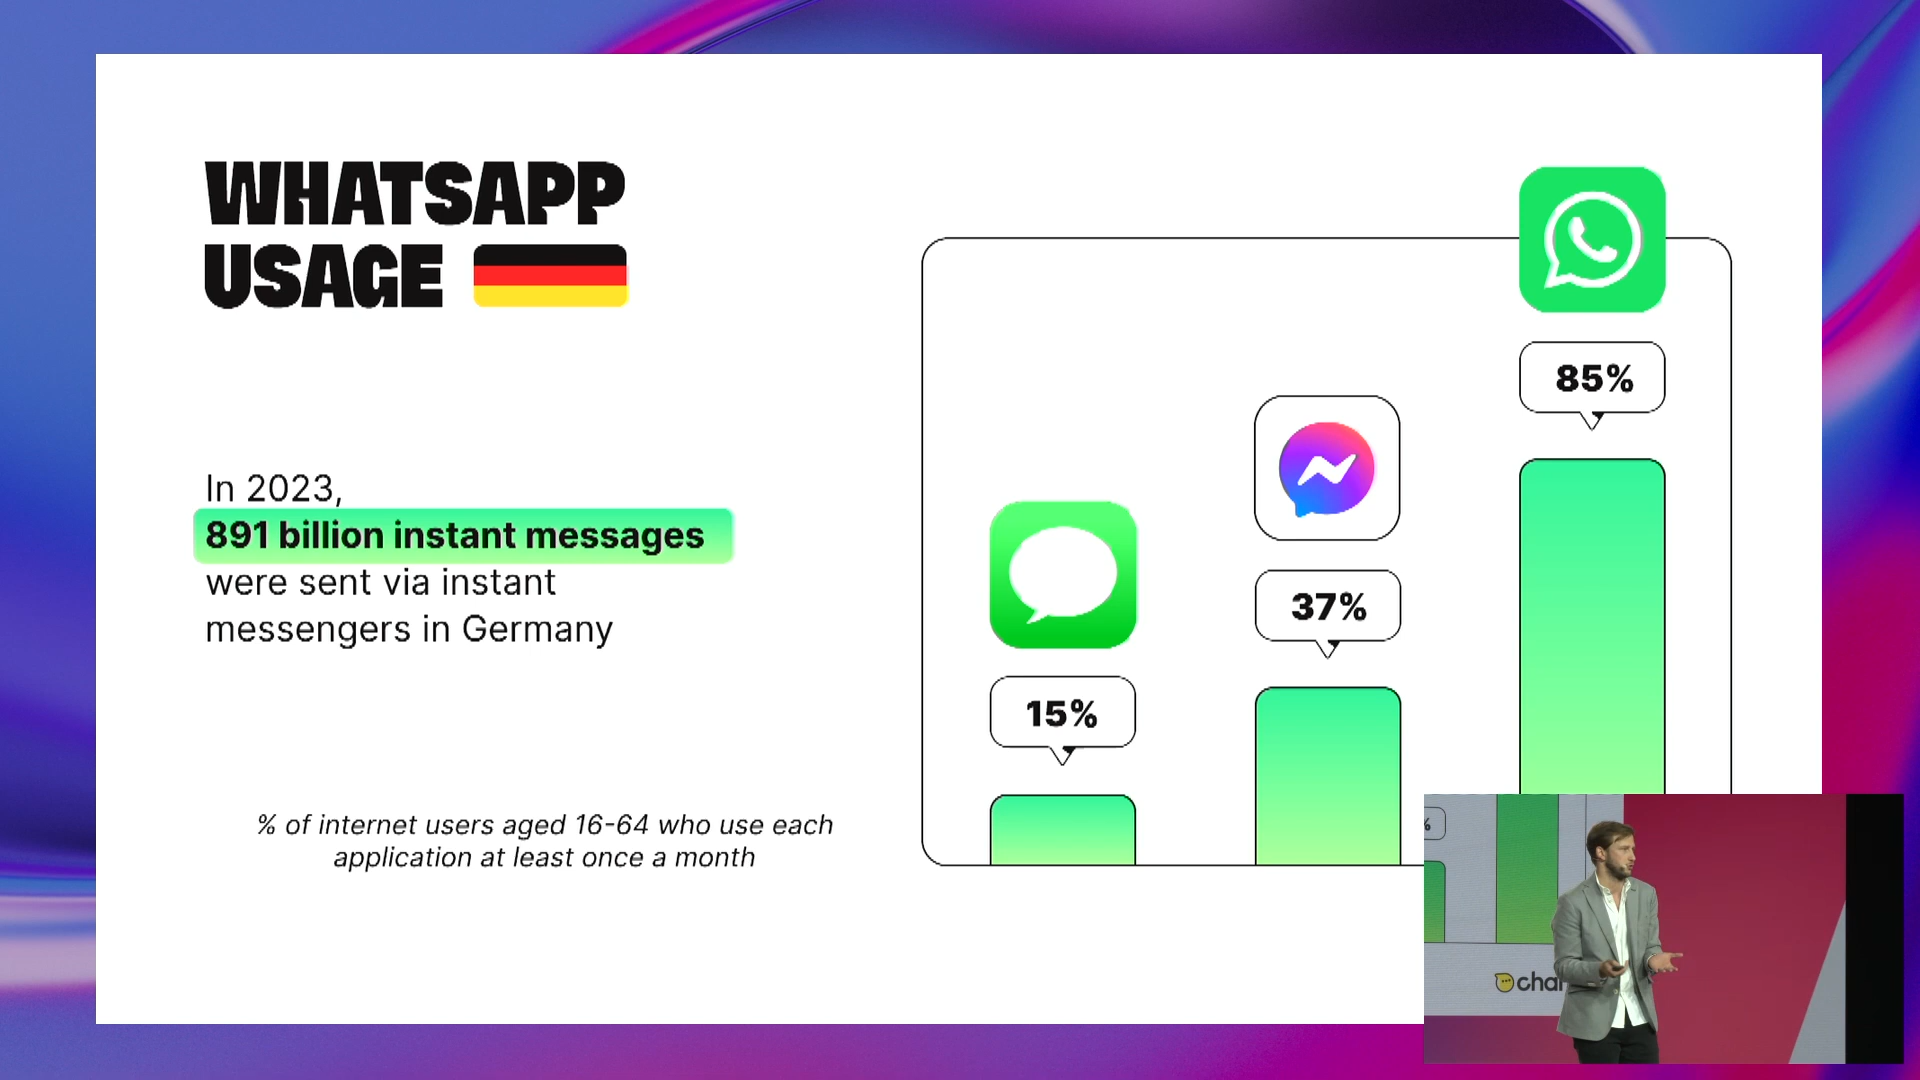 WHATSAPP
USAGE
In 2023,
891 billion instant messages
were sent via instant
messengers in Germany
% of internet users aged 16-64 who use each
application at least once a month
15%
37%
85%
%